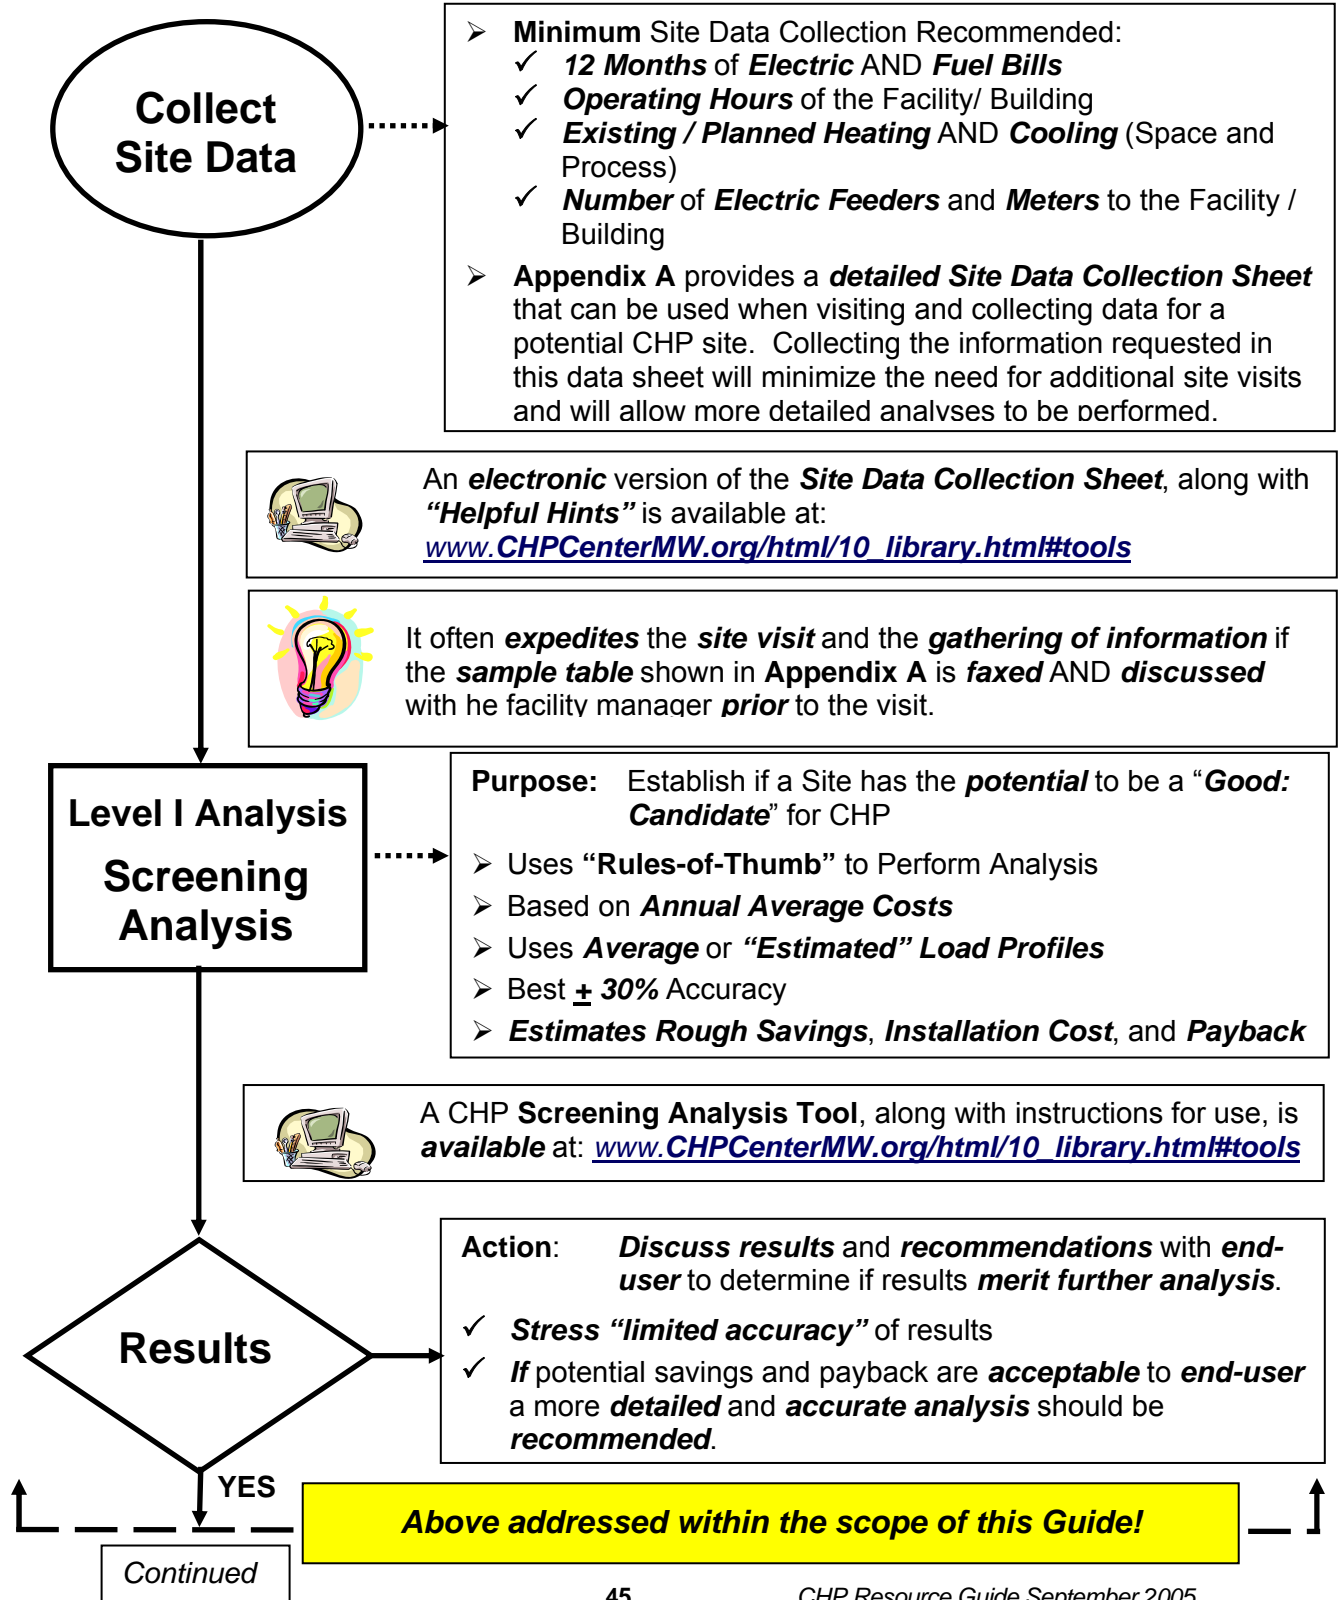 Collect
Site Data
➢ Minimum Site Data Collection Recommended:
✓ 12 Months of Electric AND Fuel Bills
✓ Operating Hours of the Facility/ Building
✓ Existing / Planned Heating AND Cooling (Space and
Process)
✓ Number of Electric Feeders and Meters to the Facility /
Building
➢ Appendix A provides a detailed Site Data Collection Sheet
that can be used when visiting and collecting data for a
potential CHP site. Collecting the information requested in
this data sheet will minimize the need for additional site visits
and will allow more detailed analyses to be performed.
An electronic version of the Site Data Collection Sheet, along with
“Helpful Hints” is available at:
www.CHPCenterMW.org/html/10_library.html#tools
It often expedites the site visit and the gathering of information if
the sample table shown in Appendix A is faxed AND discussed
with he facility manager prior to the visit.
Level I Analysis
Screening
Analysis
Purpose: Establish if a Site has the potential to be a “Good:
Candidate” for CHP
➢ Uses “Rules-of-Thumb” to Perform Analysis
➢ Based on Annual Average Costs
➢ Uses Average or “Estimated” Load Profiles
➢ Best ± 30% Accuracy
➢ Estimates Rough Savings, Installation Cost, and Payback
A CHP Screening Analysis Tool, along with instructions for use, is
available at: www.CHPCenterMW.org/html/10_library.html#tools
Results
Action: Discuss results and recommendations with end-
user to determine if results merit further analysis.
✓ Stress “limited accuracy” of results
✓ If potential savings and payback are acceptable to end-user
a more detailed and accurate analysis should be
recommended.
YES
Above addressed within the scope of this Guide!
Continued
45 CHP Resource Guide September 2005